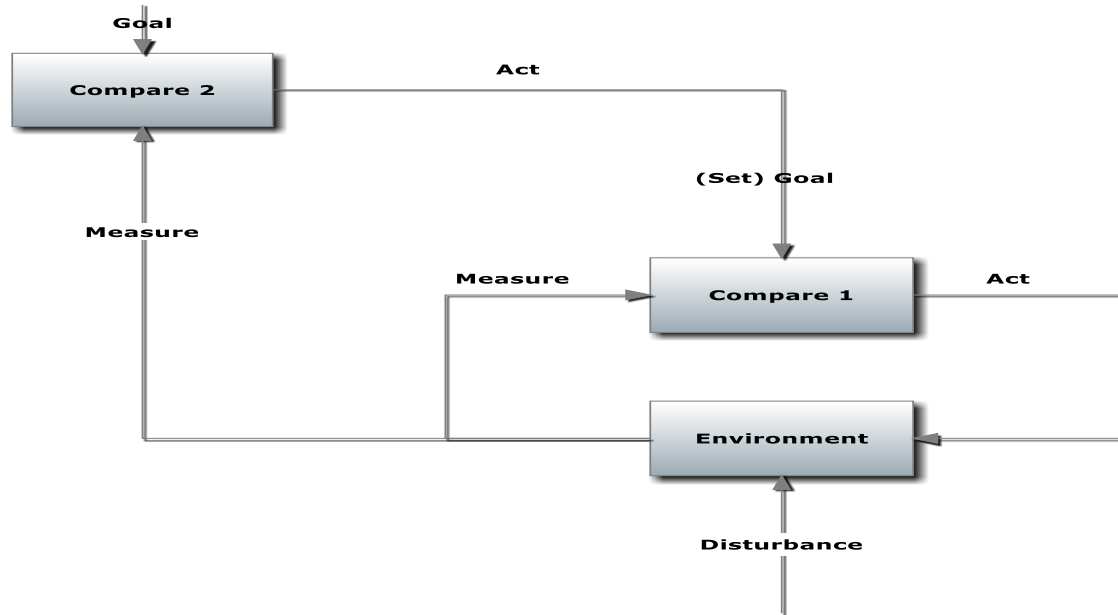 Goal
Compare 2
Act
(Set) Goal
Measure
Measure
Compare 1
Act
Environment
Disturbance